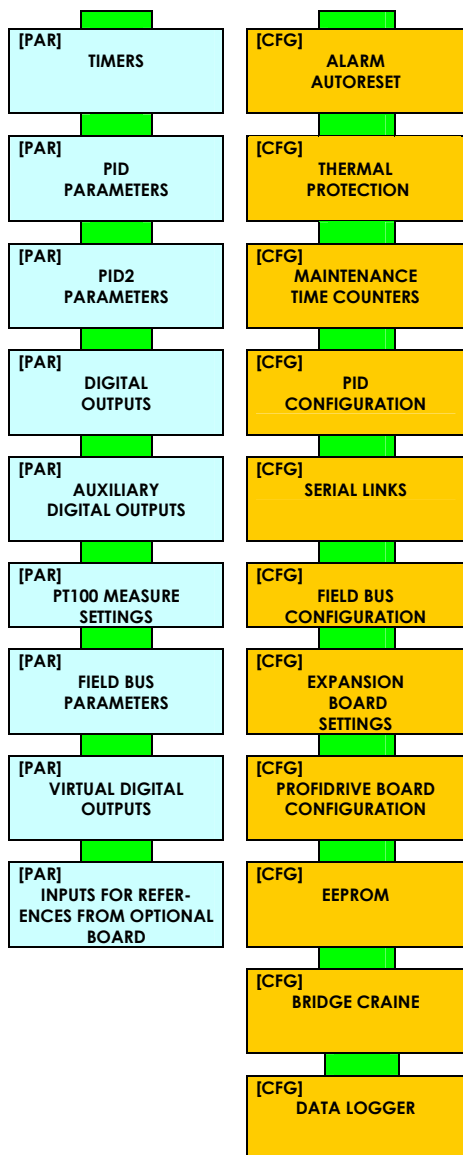 [PAR]
TIMERS
[PAR]
PID
PARAMETERS
[PAR]
PID2
PARAMETERS
[PAR]
DIGITAL
OUTPUTS
[PAR]
AUXILIARY
DIGITAL OUTPUTS
[PAR]
PT100 MEASURE
SETTINGS
[PAR]
FIELD BUS
PARAMETERS
[PAR]
VIRTUAL DIGITAL
OUTPUTS
[PAR]
INPUTS FOR REFER-
ENCES FROM OPTIONAL
BOARD
[CFG]
ALARM
AUTORESET
[CFG]
THERMAL
PROTECTION
[CFG]
MAINTENANCE
TIME COUNTERS
[CFG]
PID
CONFIGURATION
[CFG]
SERIAL LINKS
[CFG]
FIELD BUS
CONFIGURATION
[CFG]
EXPANSION
BOARD
SETTINGS
[CFG]
PROFIDRIVE BOARD
CONFIGURATION
[CFG]
EEPROM
[CFG]
BRIDGE CRAINE
[CFG]
DATA LOGGER